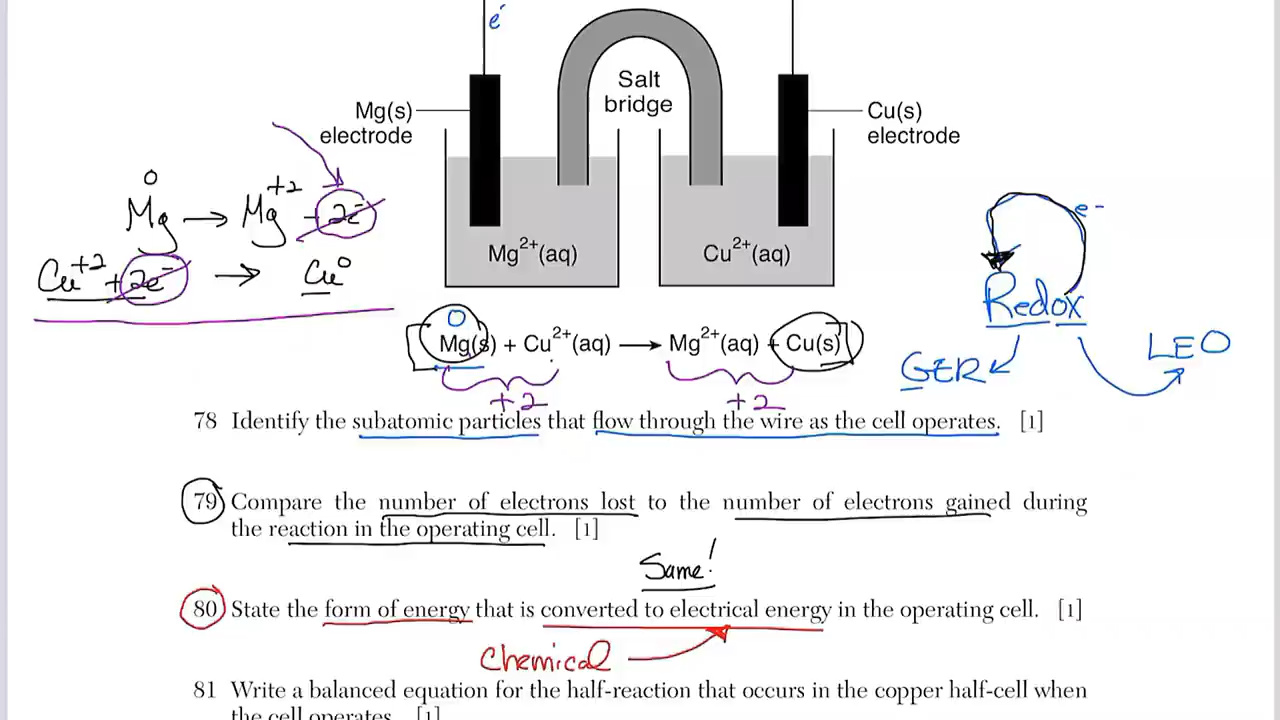 e⁻
Salt
bridge
Mg(s)
electrode
Cu(s)
electrode
Mg²⁺(aq)
Cu²⁺(aq)
Mg⁰ → Mg⁺² + 2e⁻
Cu⁺² + 2e⁻ → Cu⁰
e⁻
Redox
GER
LEO
0
Mg(s) + Cu²⁺(aq) → Mg²⁺(aq) + Cu(s)
+2 +2
78 Identify the subatomic particles that flow through the wire as the cell operates. [1]
79 Compare the number of electrons lost to the number of electrons gained during
the reaction in the operating cell. [1]
Same!
80 State the form of energy that is converted to electrical energy in the operating cell. [1]
Chemical
81 Write a balanced equation for the half-reaction that occurs in the copper half-cell when
the cell operates. [1]